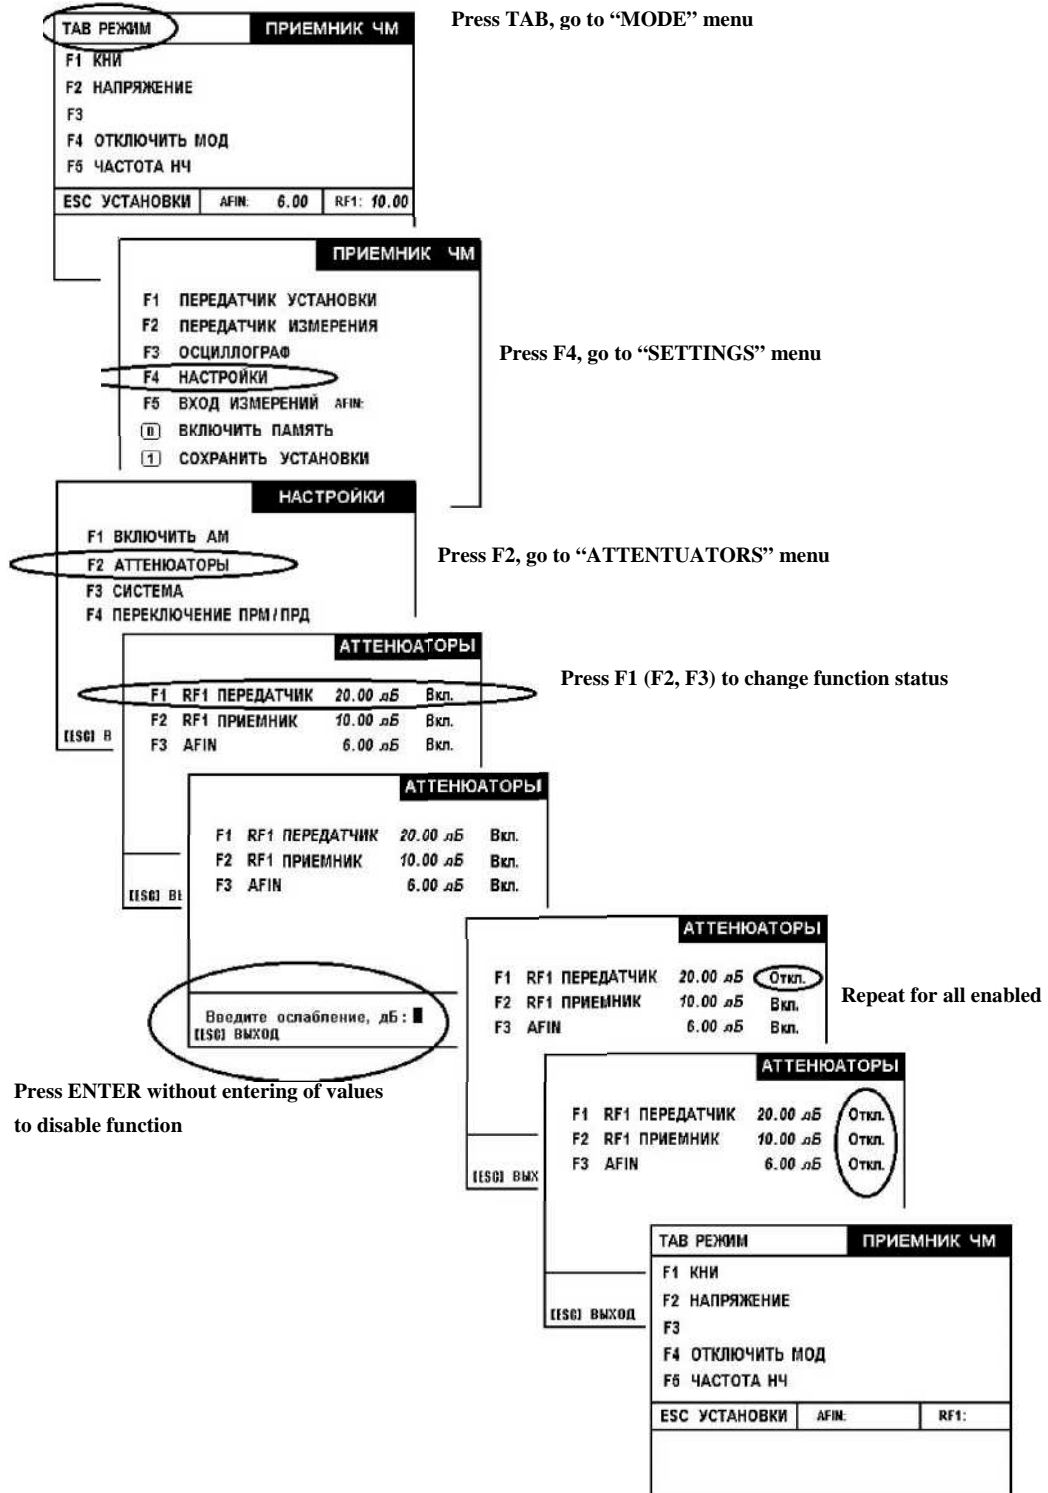 Press TAB, go to “MODE” menu
TAB РЕЖИМ ПРИЕМНИК ЧМ
F1 КНИ
F2 НАПРЯЖЕНИЕ
F3
F4 ОТКЛЮЧИТЬ МОД
F5 ЧАСТОТА НЧ
ESC УСТАНОВКИ AFIN: 6.00 RF1: 10.00
ПРИЕМНИК ЧМ
F1 ПЕРЕДАТЧИК УСТАНОВКИ
F2 ПЕРЕДАТЧИК ИЗМЕРЕНИЯ
F3 ОСЦИЛЛОГРАФ
F4 НАСТРОЙКИ
F5 ВХОД ИЗМЕРЕНИЙ AFIN:
0 ВКЛЮЧИТЬ ПАМЯТЬ
1 СОХРАНИТЬ УСТАНОВКИ
Press F4, go to “SETTINGS” menu
НАСТРОЙКИ
F1 ВКЛЮЧИТЬ АМ
F2 АТТЕНЮАТОРЫ
F3 СИСТЕМА
F4 ПЕРЕКЛЮЧЕНИЕ ПРМ/ПРД
[ESC] В
Press F2, go to “ATTENTUATORS” menu
АТТЕНЮАТОРЫ
F1 RF1 ПЕРЕДАТЧИК 20.00 дБ Вкл.
F2 RF1 ПРИЕМНИК 10.00 дБ Вкл.
F3 AFIN 6.00 дБ Вкл.
[ESC] ВЫ
Press F1 (F2, F3) to change function status
АТТЕНЮАТОРЫ
F1 RF1 ПЕРЕДАТЧИК 20.00 дБ Вкл.
F2 RF1 ПРИЕМНИК 10.00 дБ Вкл.
F3 AFIN 6.00 дБ Вкл.
Введите ослабление, дБ:
[ESC] ВЫХОД
Press ENTER without entering of values
to disable function
АТТЕНЮАТОРЫ
F1 RF1 ПЕРЕДАТЧИК 20.00 дБ Откл.
F2 RF1 ПРИЕМНИК 10.00 дБ Вкл.
F3 AFIN 6.00 дБ Вкл.
[ESC] ВЫХ
Repeat for all enabled
АТТЕНЮАТОРЫ
F1 RF1 ПЕРЕДАТЧИК 20.00 дБ Откл.
F2 RF1 ПРИЕМНИК 10.00 дБ Откл.
F3 AFIN 6.00 дБ Откл.
[ESC] ВЫХОД
TAB РЕЖИМ ПРИЕМНИК ЧМ
F1 КНИ
F2 НАПРЯЖЕНИЕ
F3
F4 ОТКЛЮЧИТЬ МОД
F5 ЧАСТОТА НЧ
ESC УСТАНОВКИ AFIN: RF1: